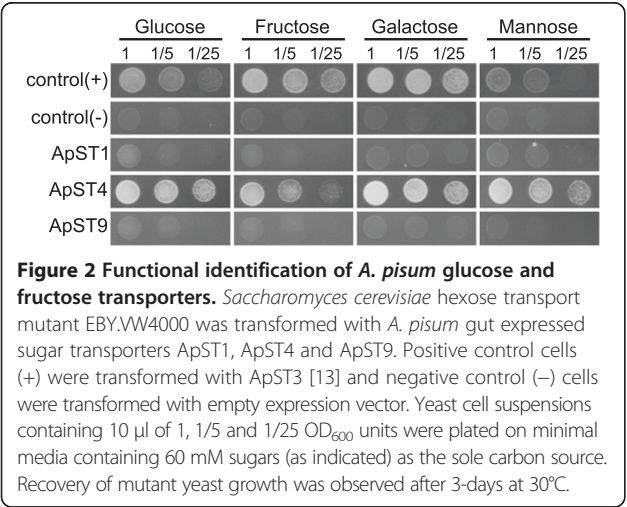 Glucose Fructose Galactose Mannose
1 1/5 1/25 1 1/5 1/25 1 1/5 1/25 1 1/5 1/25
control(+)
control(-)
ApST1
ApST4
ApST9
Figure 2 Functional identification of A. pisum glucose and
fructose transporters. Saccharomyces cerevisiae hexose transport
mutant EBY.VW4000 was transformed with A. pisum gut expressed
sugar transporters ApST1, ApST4 and ApST9. Positive control cells
(+) were transformed with ApST3 [13] and negative control (−) cells
were transformed with empty expression vector. Yeast cell suspensions
containing 10 μl of 1, 1/5 and 1/25 OD600 units were plated on minimal
media containing 60 mM sugars (as indicated) as the sole carbon source.
Recovery of mutant yeast growth was observed after 3-days at 30°C.